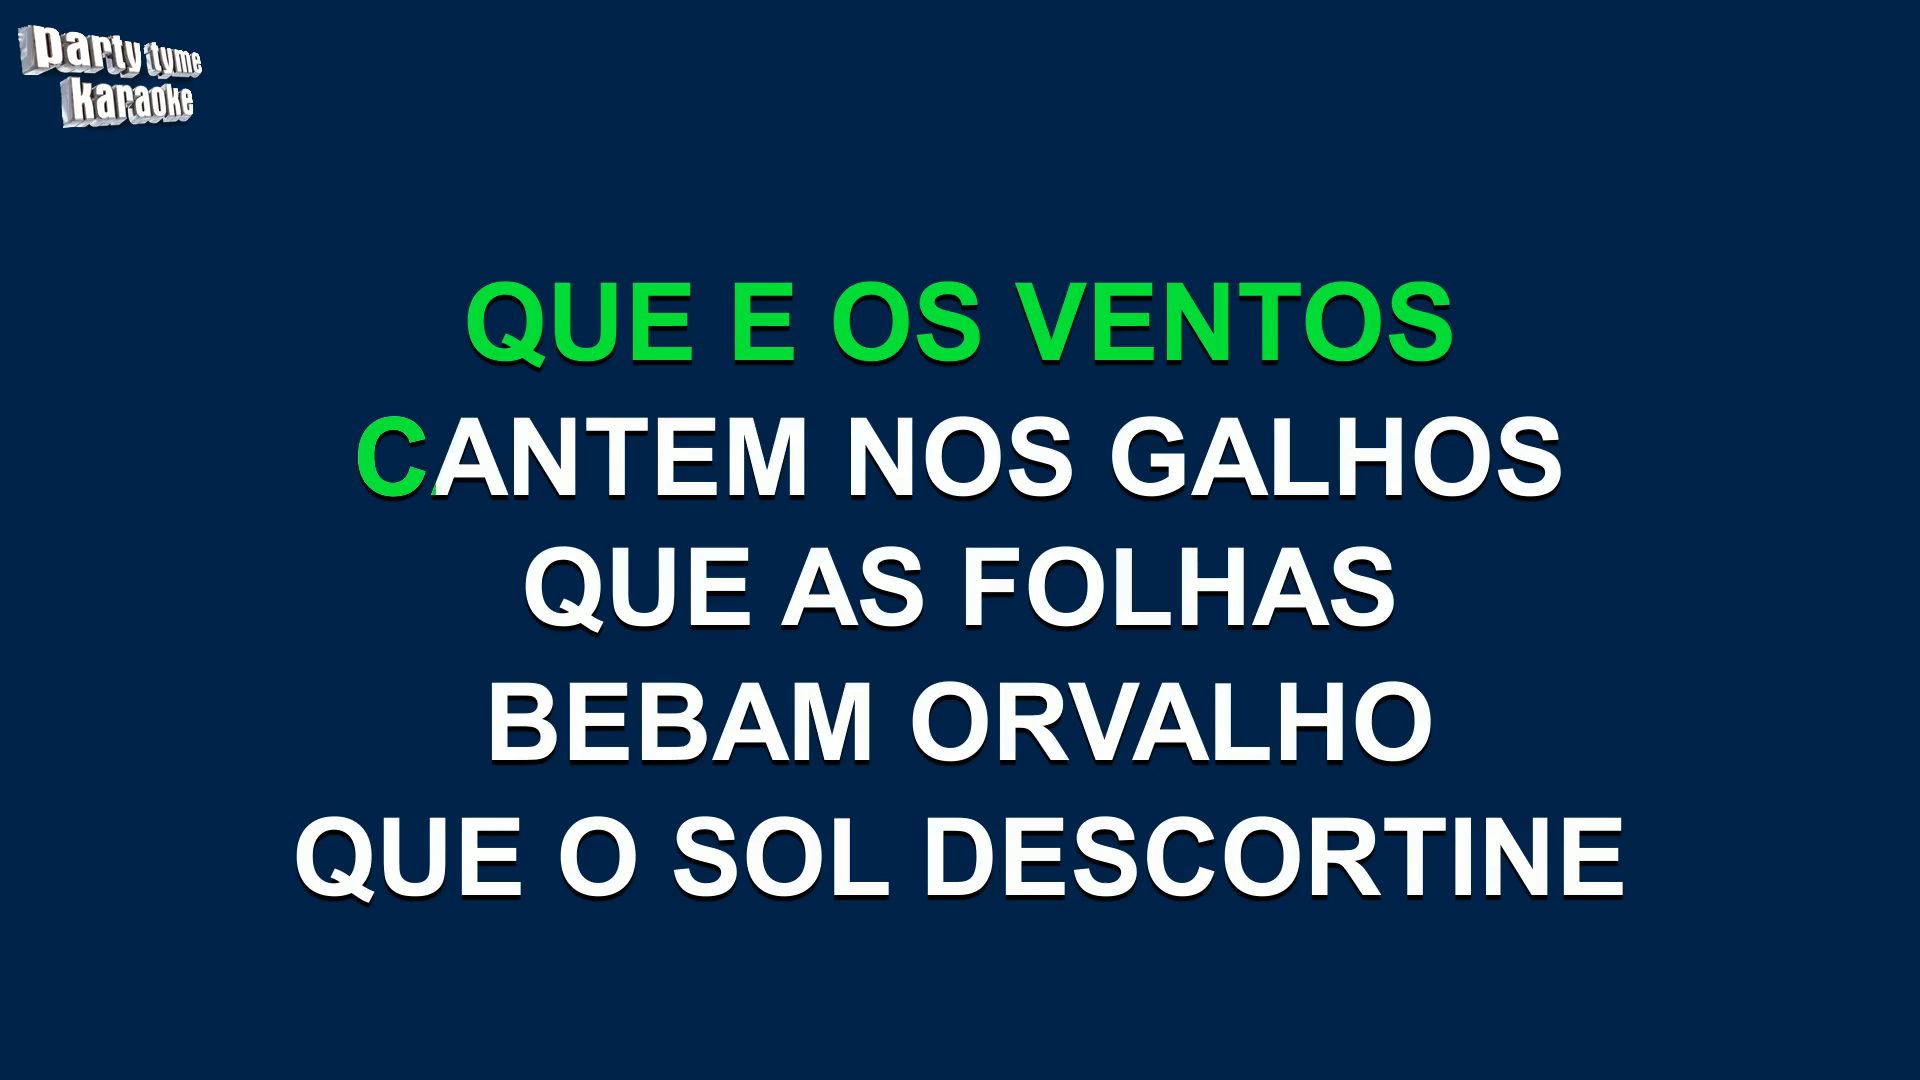 party tyme
karaoke
QUE E OS VENTOS
CANTEM NOS GALHOS
QUE AS FOLHAS
BEBAM ORVALHO
QUE O SOL DESCORTINE